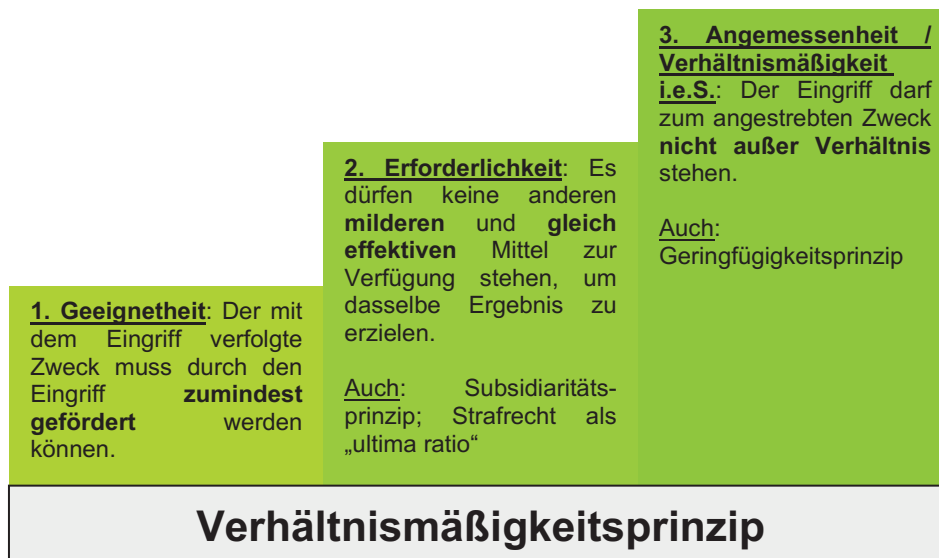 1. Geeignetheit: Der mit
dem Eingriff verfolgte
Zweck muss durch den
Eingriff zumindest
gefördert werden
können.
2. Erforderlichkeit: Es
dürfen keine anderen
milderen und gleich
effektiven Mittel zur
Verfügung stehen, um
dasselbe Ergebnis zu
erzielen.
Auch: Subsidiaritäts-
prinzip; Strafrecht als
„ultima ratio“
3. Angemessenheit /
Verhältnismäßigkeit
i.e.S.: Der Eingriff darf
zum angestrebten Zweck
nicht außer Verhältnis
stehen.
Auch:
Geringfügigkeitsprinzip
Verhältnismäßigkeitsprinzip